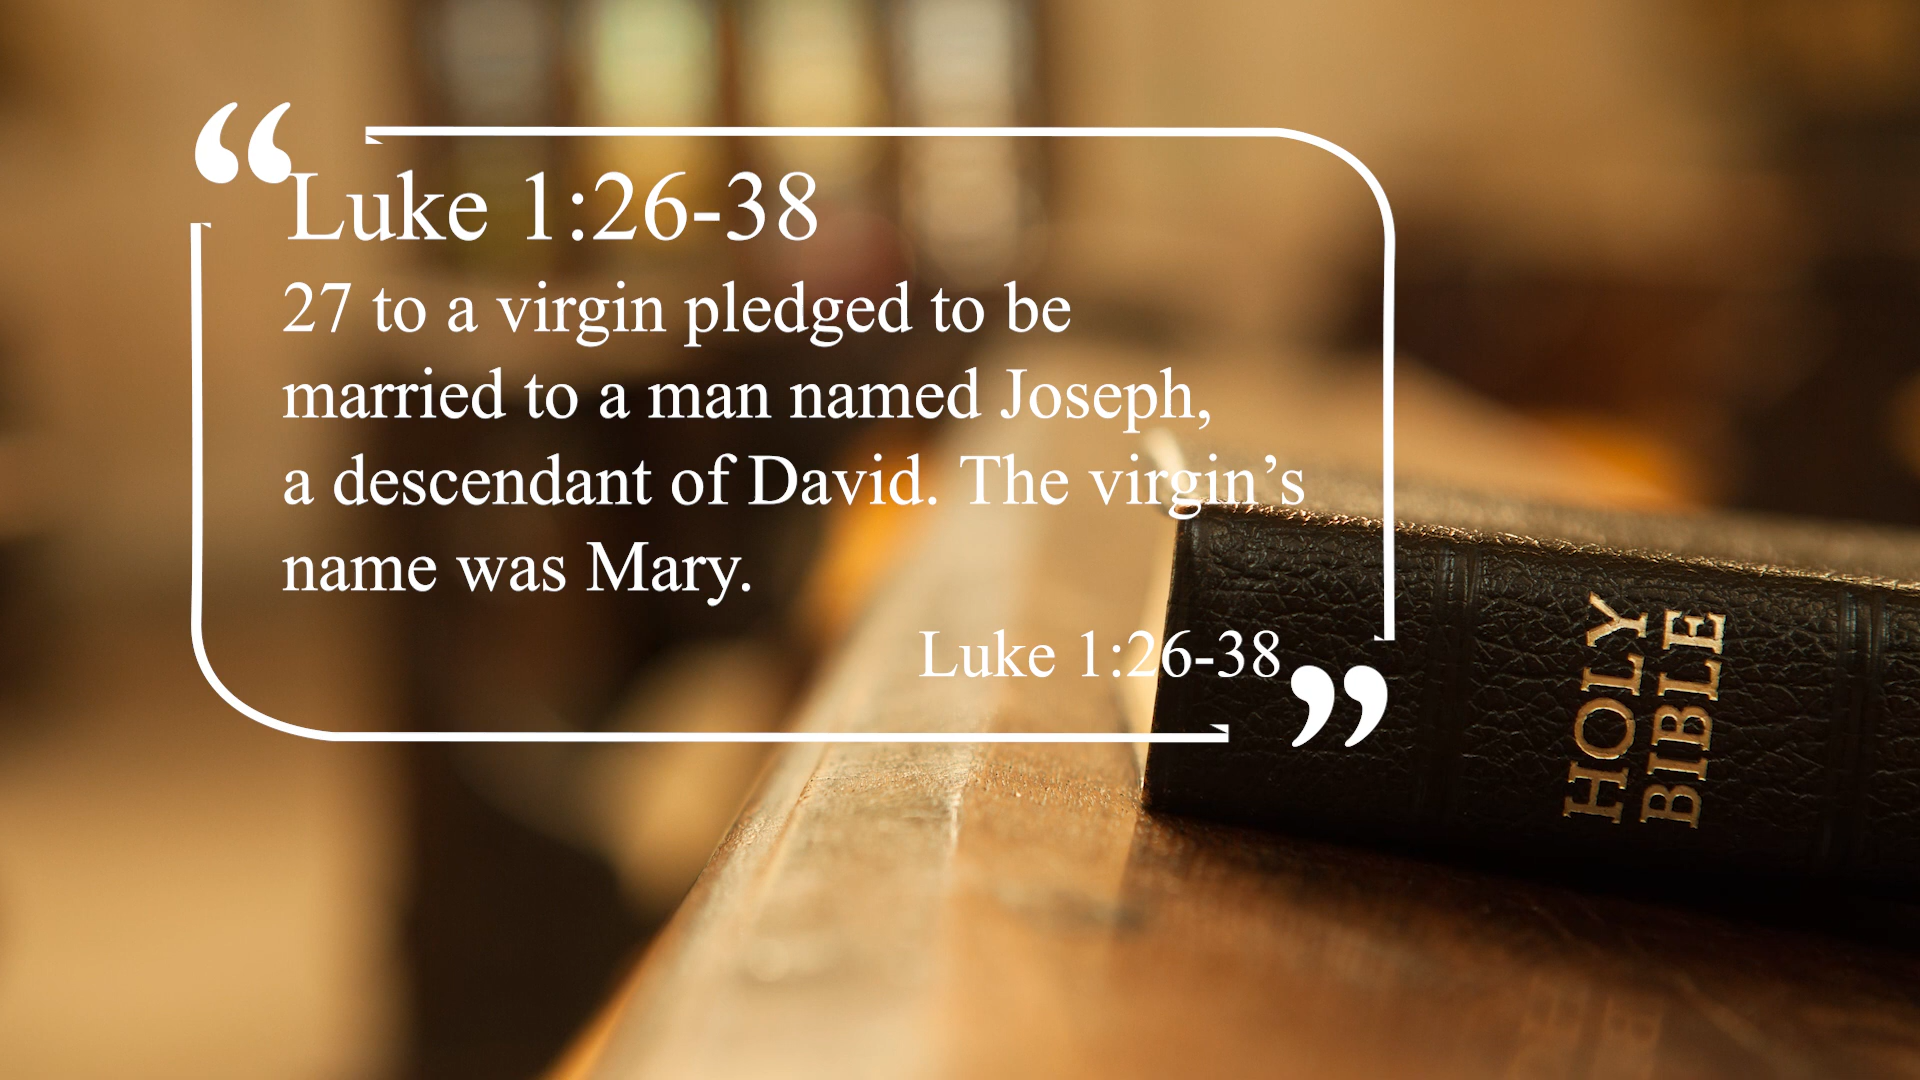 “
Luke 1:26-38
27 to a virgin pledged to be
married to a man named Joseph,
a descendant of David. The virgin’s
name was Mary.
Luke 1:26-38
”
HOLY
BIBLE